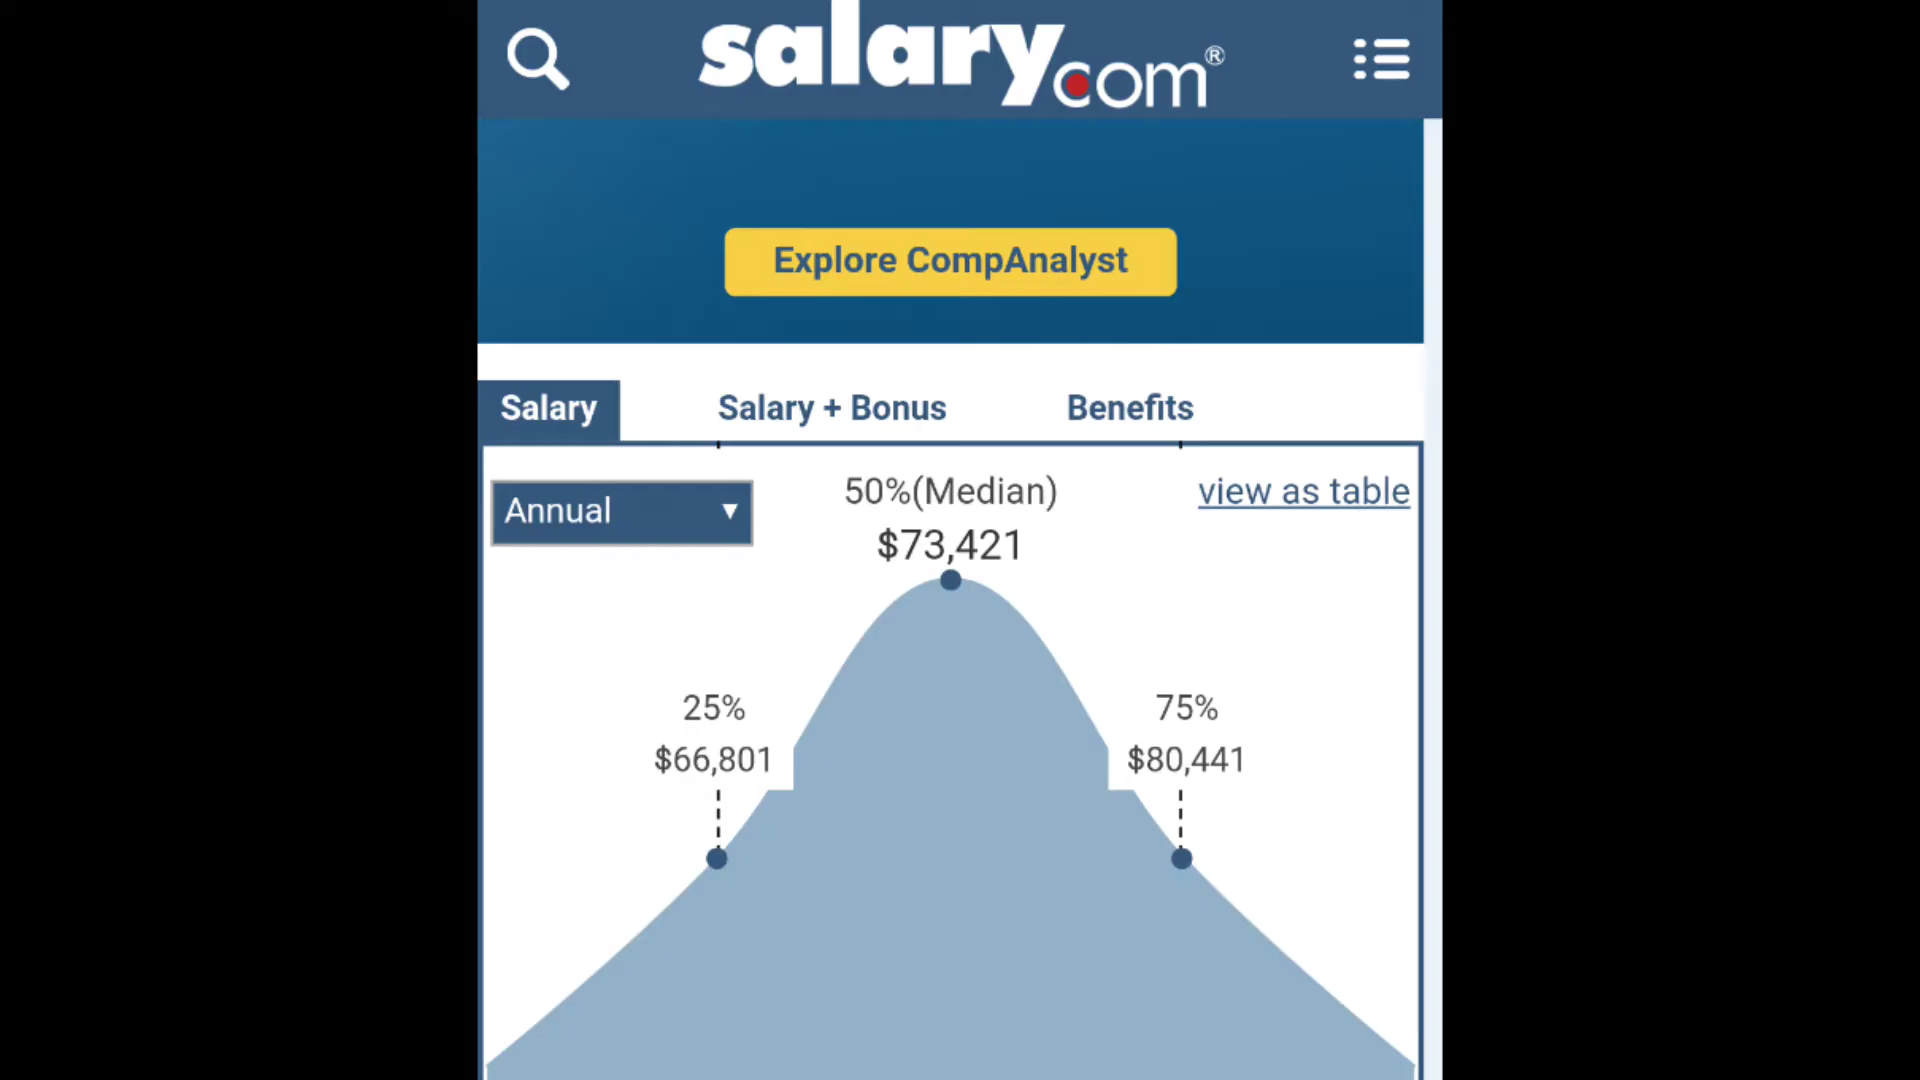 salary.com®
Explore CompAnalyst
Salary Salary + Bonus Benefits
Annual ▼
50%(Median)
$73,421
view as table
25%
$66,801
75%
$80,441